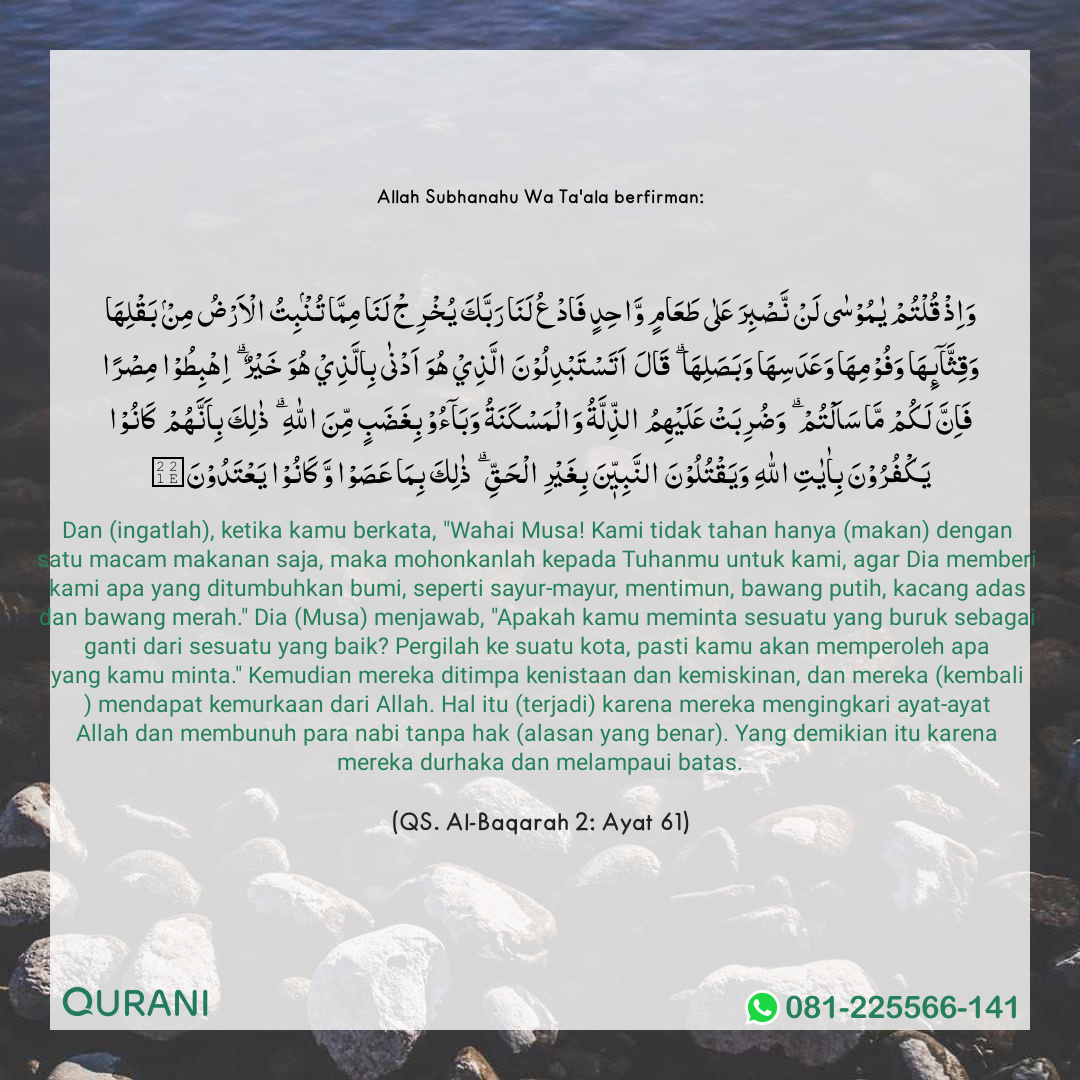 Allah Subhanahu Wa Ta'ala berfirman:
وَاِذْ قُلْتُمْ يٰمُوْسٰى لَنْ نَّصْبِرَ عَلٰى طَعَامٍ وَّاحِدٍ فَادْعُ لَنَا رَبَّكَ يُخْرِجْ لَنَا مِمَّا تُنْۢبِتُ الْاَرْضُ مِنْۢ بَقْلِهَا
وَقِثَّآئِهَا وَفُوْمِهَا وَعَدَسِهَا وَبَصَلِهَا ۗ قَالَ اَتَسْتَبْدِلُوْنَ الَّذِيْ هُوَ اَدْنٰى بِالَّذِيْ هُوَ خَيْرٌ ۗ اِهْبِطُوْا مِصْرًا
فَاِنَّ لَكُمْ مَّا سَاَلْتُمْ ۗ وَضُرِبَتْ عَلَيْهِمُ الذِّلَّةُ وَالْمَسْكَنَةُ وَبَآءُوْ بِغَضَبٍ مِّنَ اللّٰهِ ۗ ذٰلِكَ بِاَنَّهُمْ كَانُوْا
يَكْفُرُوْنَ بِاٰيٰتِ اللّٰهِ وَيَقْتُلُوْنَ النَّبِيّٖنَ بِغَيْرِ الْحَقِّ ۗ ذٰلِكَ بِمَا عَصَوْا وَّكَانُوْا يَعْتَدُوْنَ
Dan (ingatlah), ketika kamu berkata, "Wahai Musa! Kami tidak tahan hanya (makan) dengan
satu macam makanan saja, maka mohonkanlah kepada Tuhanmu untuk kami, agar Dia memberi
kami apa yang ditumbuhkan bumi, seperti sayur-mayur, mentimun, bawang putih, kacang adas
dan bawang merah." Dia (Musa) menjawab, "Apakah kamu meminta sesuatu yang buruk sebagai
ganti dari sesuatu yang baik? Pergilah ke suatu kota, pasti kamu akan memperoleh apa
yang kamu minta." Kemudian mereka ditimpa kenistaan dan kemiskinan, dan mereka (kembali
) mendapat kemurkaan dari Allah. Hal itu (terjadi) karena mereka mengingkari ayat-ayat
Allah dan membunuh para nabi tanpa hak (alasan yang benar). Yang demikian itu karena
mereka durhaka dan melampaui batas.
(QS. Al-Baqarah 2: Ayat 61)
QURANI
081-225566-141